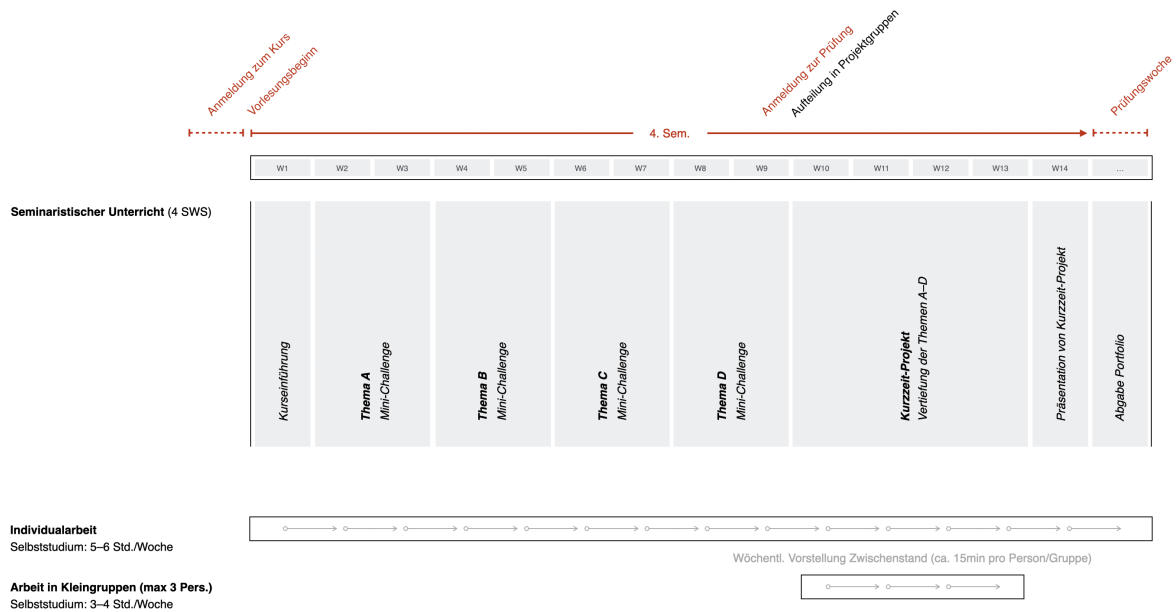 Anmeldung zum Kurs
Vorlesungsbeginn
Anmeldung zur Prüfung
Aufteilung in Projektgruppen
Prüfungswoche
4. Sem.
W1 W2 W3 W4 W5 W6 W7 W8 W9 W10 W11 W12 W13 W14 ...
Seminaristischer Unterricht (4 SWS)
Kurseinführung
Thema A
Mini-Challenge
Thema B
Mini-Challenge
Thema C
Mini-Challenge
Thema D
Mini-Challenge
Kurzzeit-Projekt
Vertiefung der Themen A–D
Präsentation von Kurzzeit-Projekt
Abgabe Portfolio
Individualarbeit
Selbststudium: 5–6 Std./Woche
Wöchentl. Vorstellung Zwischenstand (ca. 15min pro Person/Gruppe)
Arbeit in Kleingruppen (max 3 Pers.)
Selbststudium: 3–4 Std./Woche